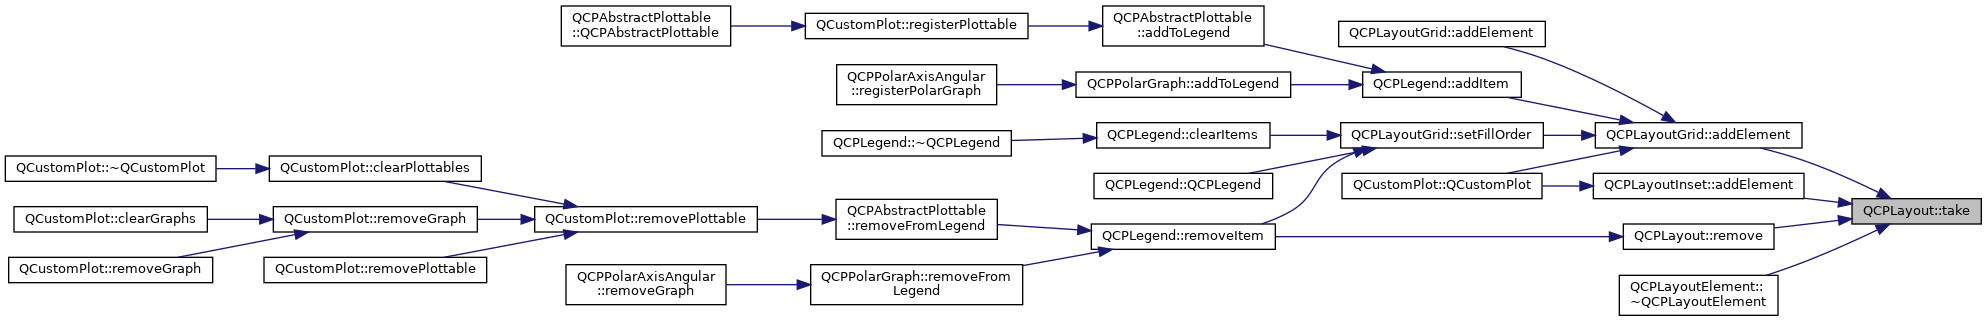 QCPAbstractPlottable
::QCPAbstractPlottable
QCustomPlot::registerPlottable
QCPAbstractPlottable
::addToLegend
QCPLayoutGrid::addElement
QCPPolarAxisAngular
::registerPolarGraph
QCPPolarGraph::addToLegend
QCPLegend::addItem
QCPLegend::~QCPLegend
QCPLegend::clearItems
QCPLayoutGrid::setFillOrder
QCPLayoutGrid::addElement
QCustomPlot::~QCustomPlot
QCustomPlot::clearPlottables
QCPLegend::QCPLegend
QCustomPlot::QCustomPlot
QCPLayoutInset::addElement
QCustomPlot::clearGraphs
QCustomPlot::removeGraph
QCustomPlot::removePlottable
QCPAbstractPlottable
::removeFromLegend
QCPLegend::removeItem
QCPLayout::remove
QCPLayout::take
QCustomPlot::removeGraph
QCustomPlot::removePlottable
QCPPolarAxisAngular
::removeGraph
QCPPolarGraph::removeFrom
Legend
QCPLayoutElement::
~QCPLayoutElement